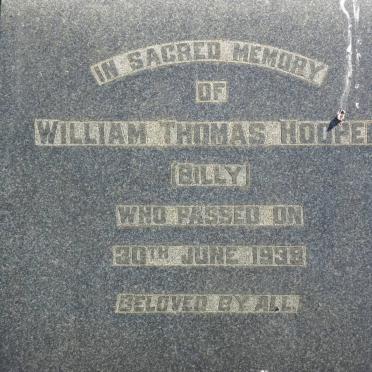 IN SACRED MEMORY
OF
WILLIAM THOMAS HOOPE
(BILLY)
WHO PASSED ON
30TH JUNE 1938
BELOVED BY ALL.